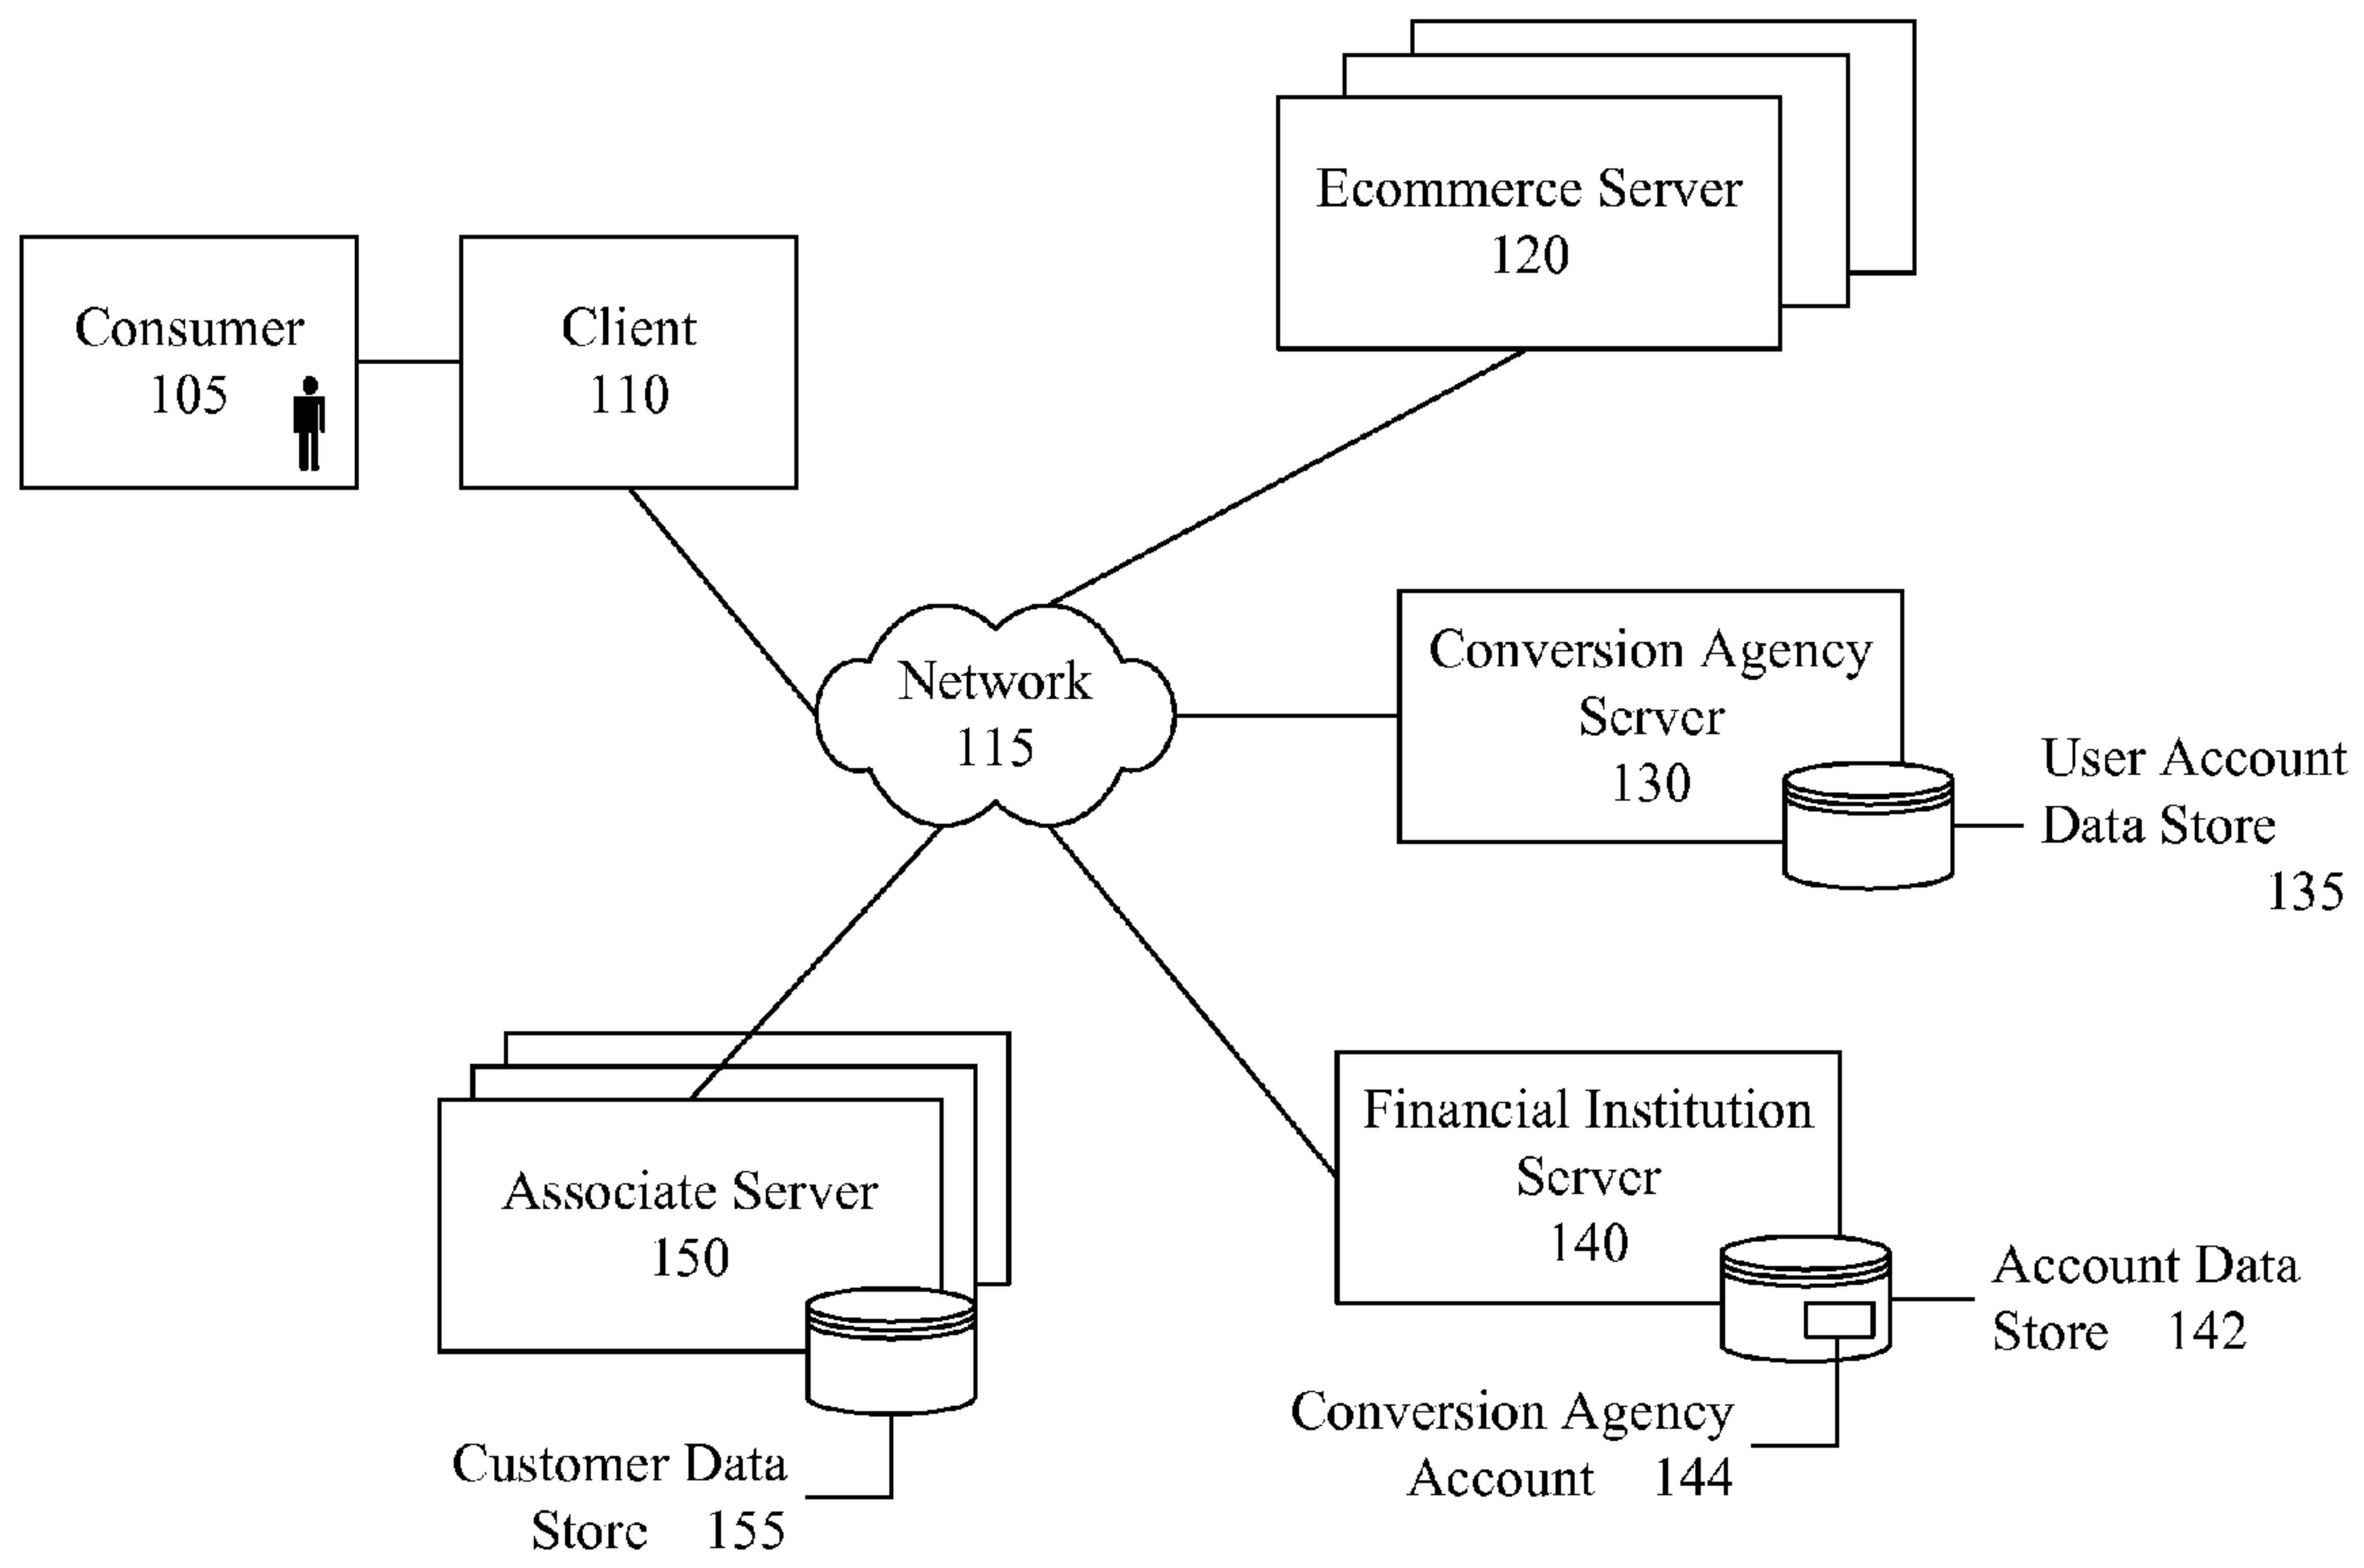 Ecommerce Server
120
Consumer
105
Client
110
Network
115
Conversion Agency
Server
130
User Account
Data Store
135
Associate Server
150
Customer Data
Store 155
Financial Institution
Server
140
Account Data
Store 142
Conversion Agency
Account 144